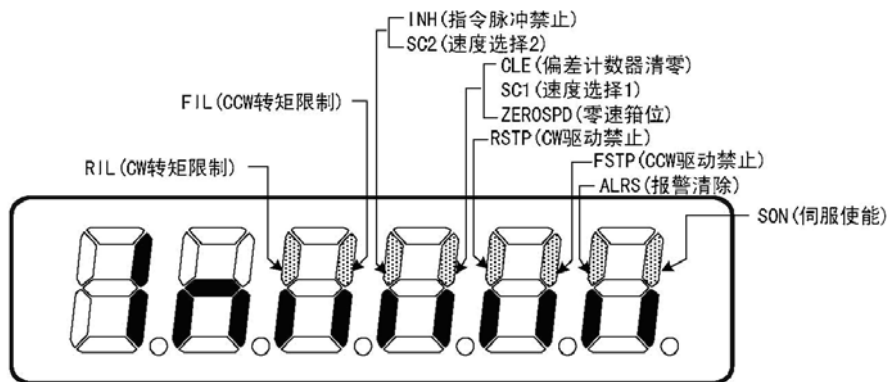 INH(指令脉冲禁止)
SC2(速度选择2)
CLE(偏差计数器清零)
SC1(速度选择1)
ZEROSPD(零速箝位)
FIL(CCW转矩限制)
RSTP(CW驱动禁止)
FSTP(CCW驱动禁止)
RIL(CW转矩限制)
ALRS(报警清除)
SON(伺服使能)